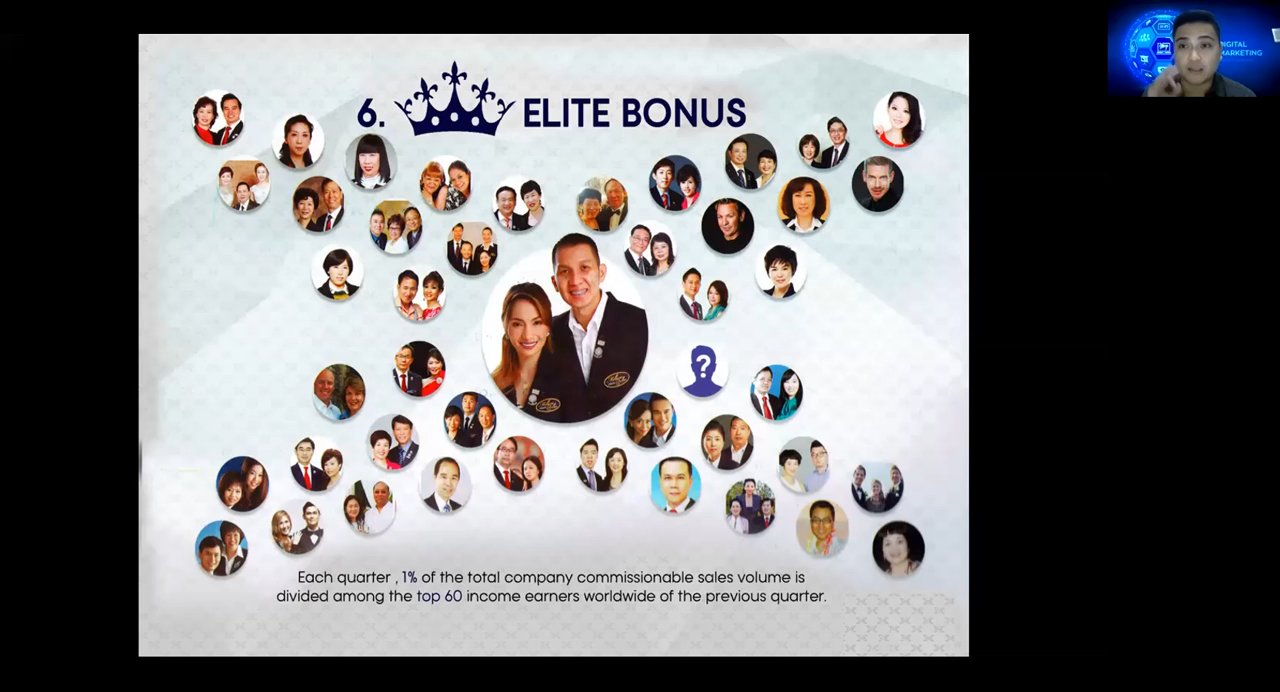 DIGITAL
MARKETING
6. ELITE BONUS
?
Each quarter , 1% of the total company commissionable sales volume is
divided among the top 60 income earners worldwide of the previous quarter.